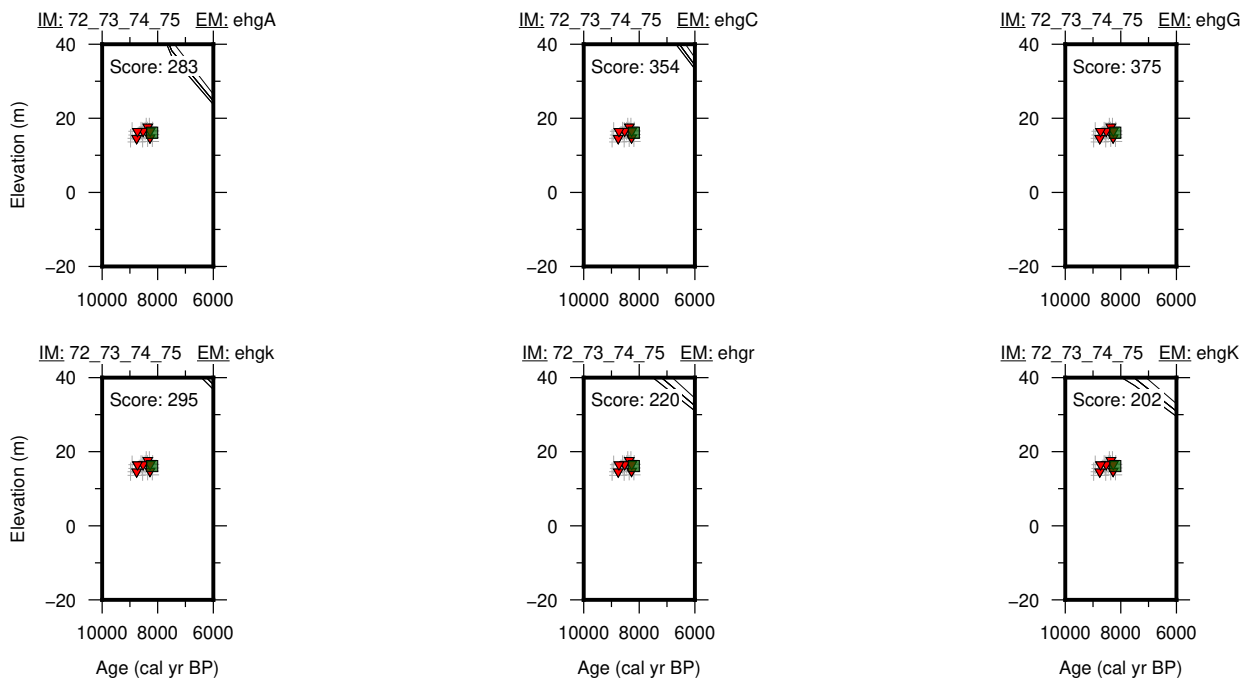 IM: 72_73_74_75 EM: ehgA
IM: 72_73_74_75 EM: ehgC
IM: 72_73_74_75 EM: ehgG
40
Score: 283
20
0
−20
Elevation (m)
10000 8000 6000
40
Score: 354
20
0
−20
10000 8000 6000
40
Score: 375
20
0
−20
10000 8000 6000
IM: 72_73_74_75 EM: ehgk
IM: 72_73_74_75 EM: ehgr
IM: 72_73_74_75 EM: ehgK
40
Score: 295
20
0
−20
Elevation (m)
10000 8000 6000
Age (cal yr BP)
40
Score: 220
20
0
−20
10000 8000 6000
Age (cal yr BP)
40
Score: 202
20
0
−20
10000 8000 6000
Age (cal yr BP)